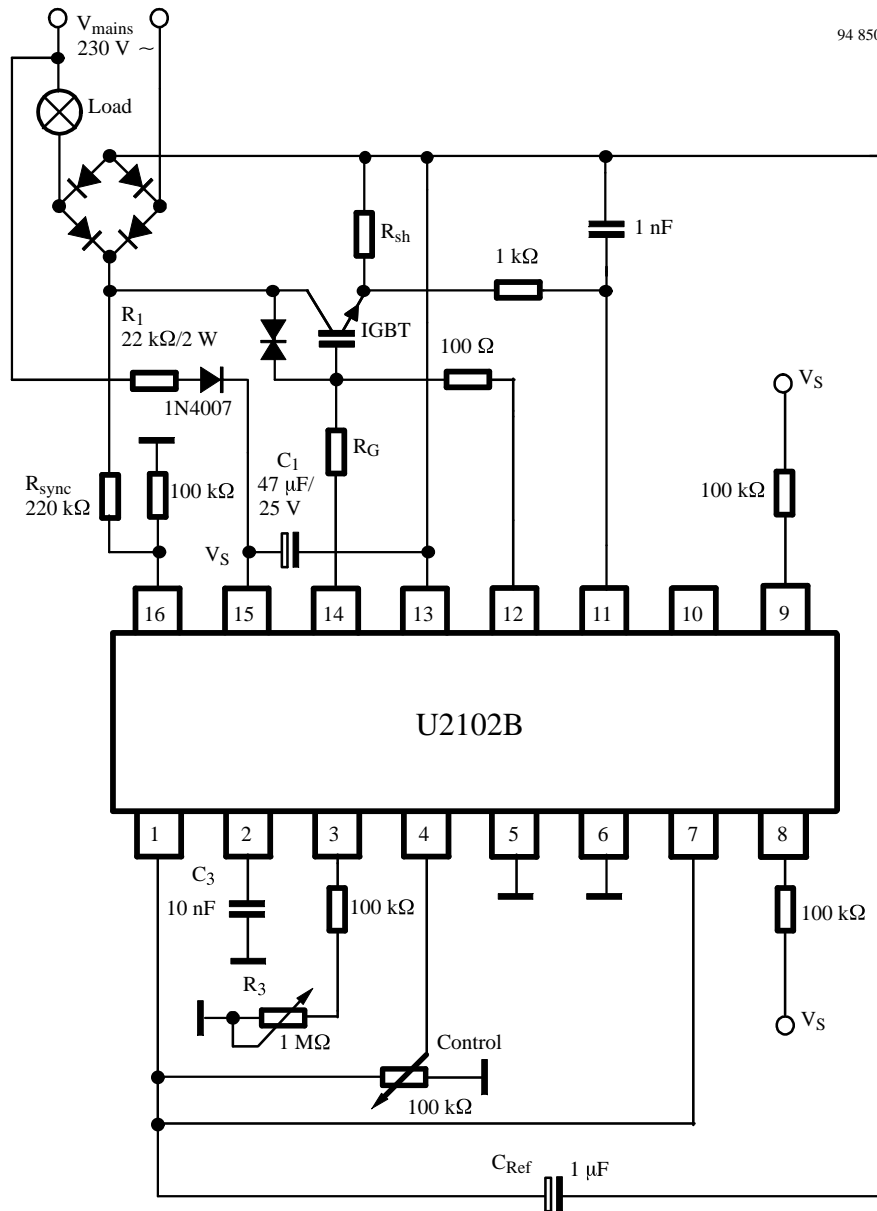 V_mains
230 V ~
94 850
Load
R_sh
1 nF
1 kΩ
R_1
22 kΩ/2 W
IGBT
100 Ω
V_S
1N4007
R_G
C_1
47 µF/
25 V
R_sync
220 kΩ
100 kΩ
100 kΩ
V_S
16 15 14 13 12 11 10 9
U2102B
1 2 3 4 5 6 7 8
C_3
10 nF
100 kΩ
100 kΩ
R_3
1 MΩ
V_S
Control
100 kΩ
C_Ref
1 µF